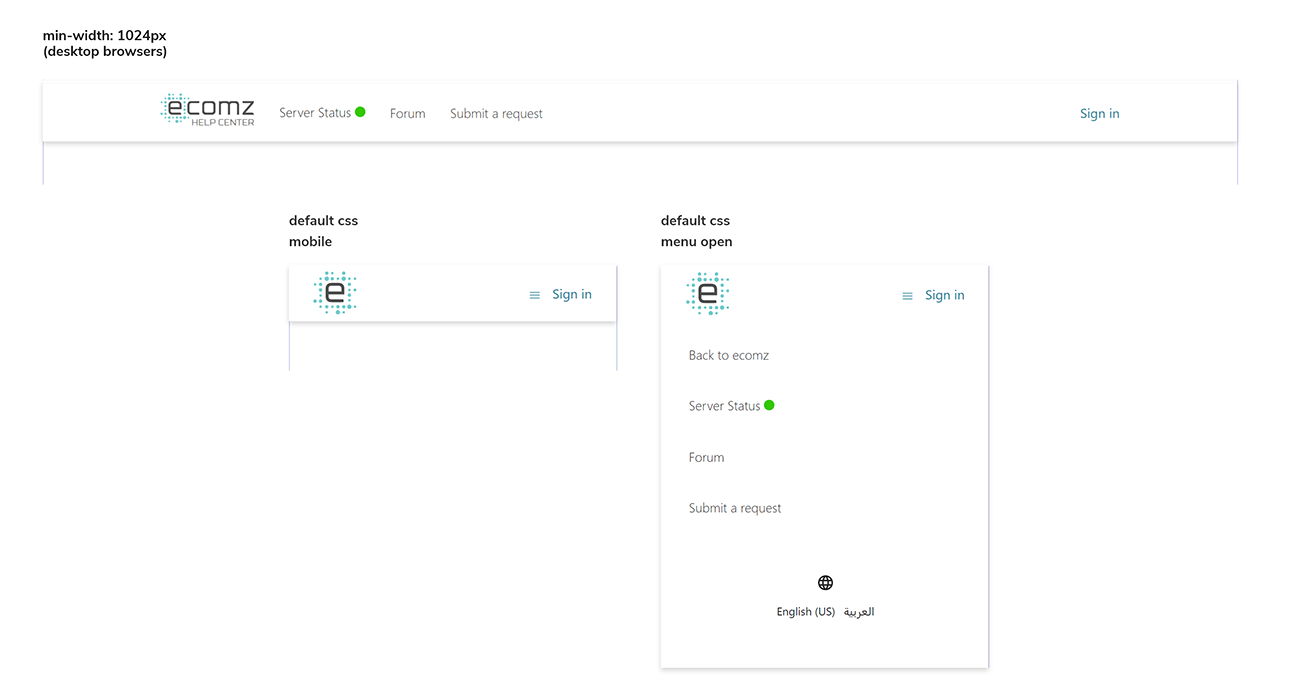 min-width: 1024px
(desktop browsers)
ecomz
HELP CENTER
Server Status
Forum
Submit a request
Sign in
default css
mobile
e
Sign in
default css
menu open
e
Sign in
Back to ecomz
Server Status
Forum
Submit a request
English (US) العربية